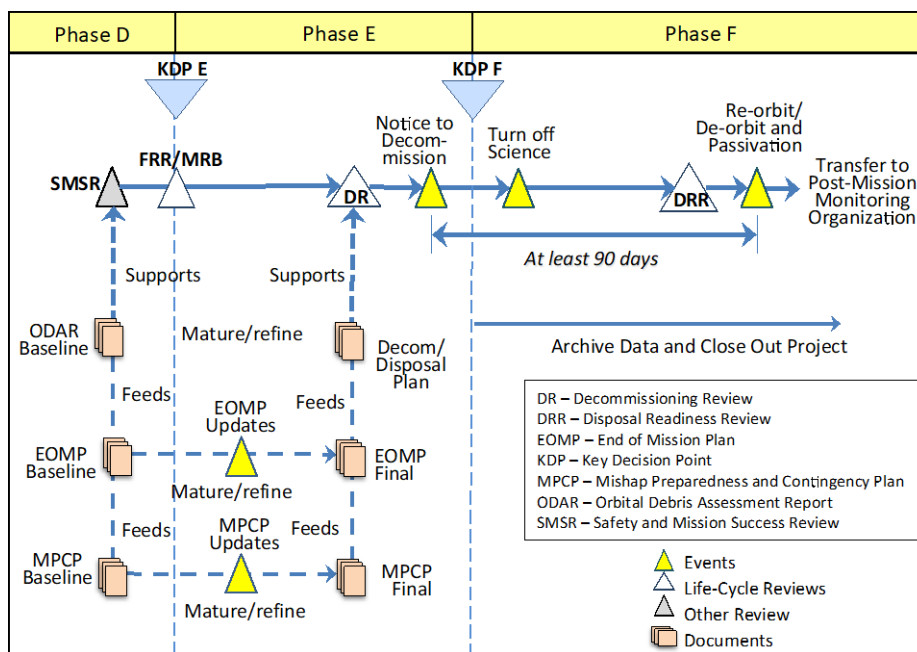 Phase D
Phase E
Phase F
KDP E
KDP F
Notice to
Decom-
mission
Turn off
Science
Re-orbit/
De-orbit and
Passivation
Transfer to
Post-Mission
Monitoring
Organization
SMSR
FRR/MRB
DR
DRR
At least 90 days
Supports
Supports
ODAR
Baseline
Mature/refine
Decom/
Disposal
Plan
Archive Data and Close Out Project
Feeds
EOMP
Updates
Feeds
EOMP
Baseline
EOMP
Final
Mature/refine
Feeds
MPCP
Updates
Feeds
MPCP
Baseline
MPCP
Final
Mature/refine
DR – Decommissioning Review
DRR – Disposal Readiness Review
EOMP – End of Mission Plan
KDP – Key Decision Point
MPCP – Mishap Preparedness and Contingency Plan
ODAR – Orbital Debris Assessment Report
SMSR – Safety and Mission Success Review
Events
Life-Cycle Reviews
Other Review
Documents